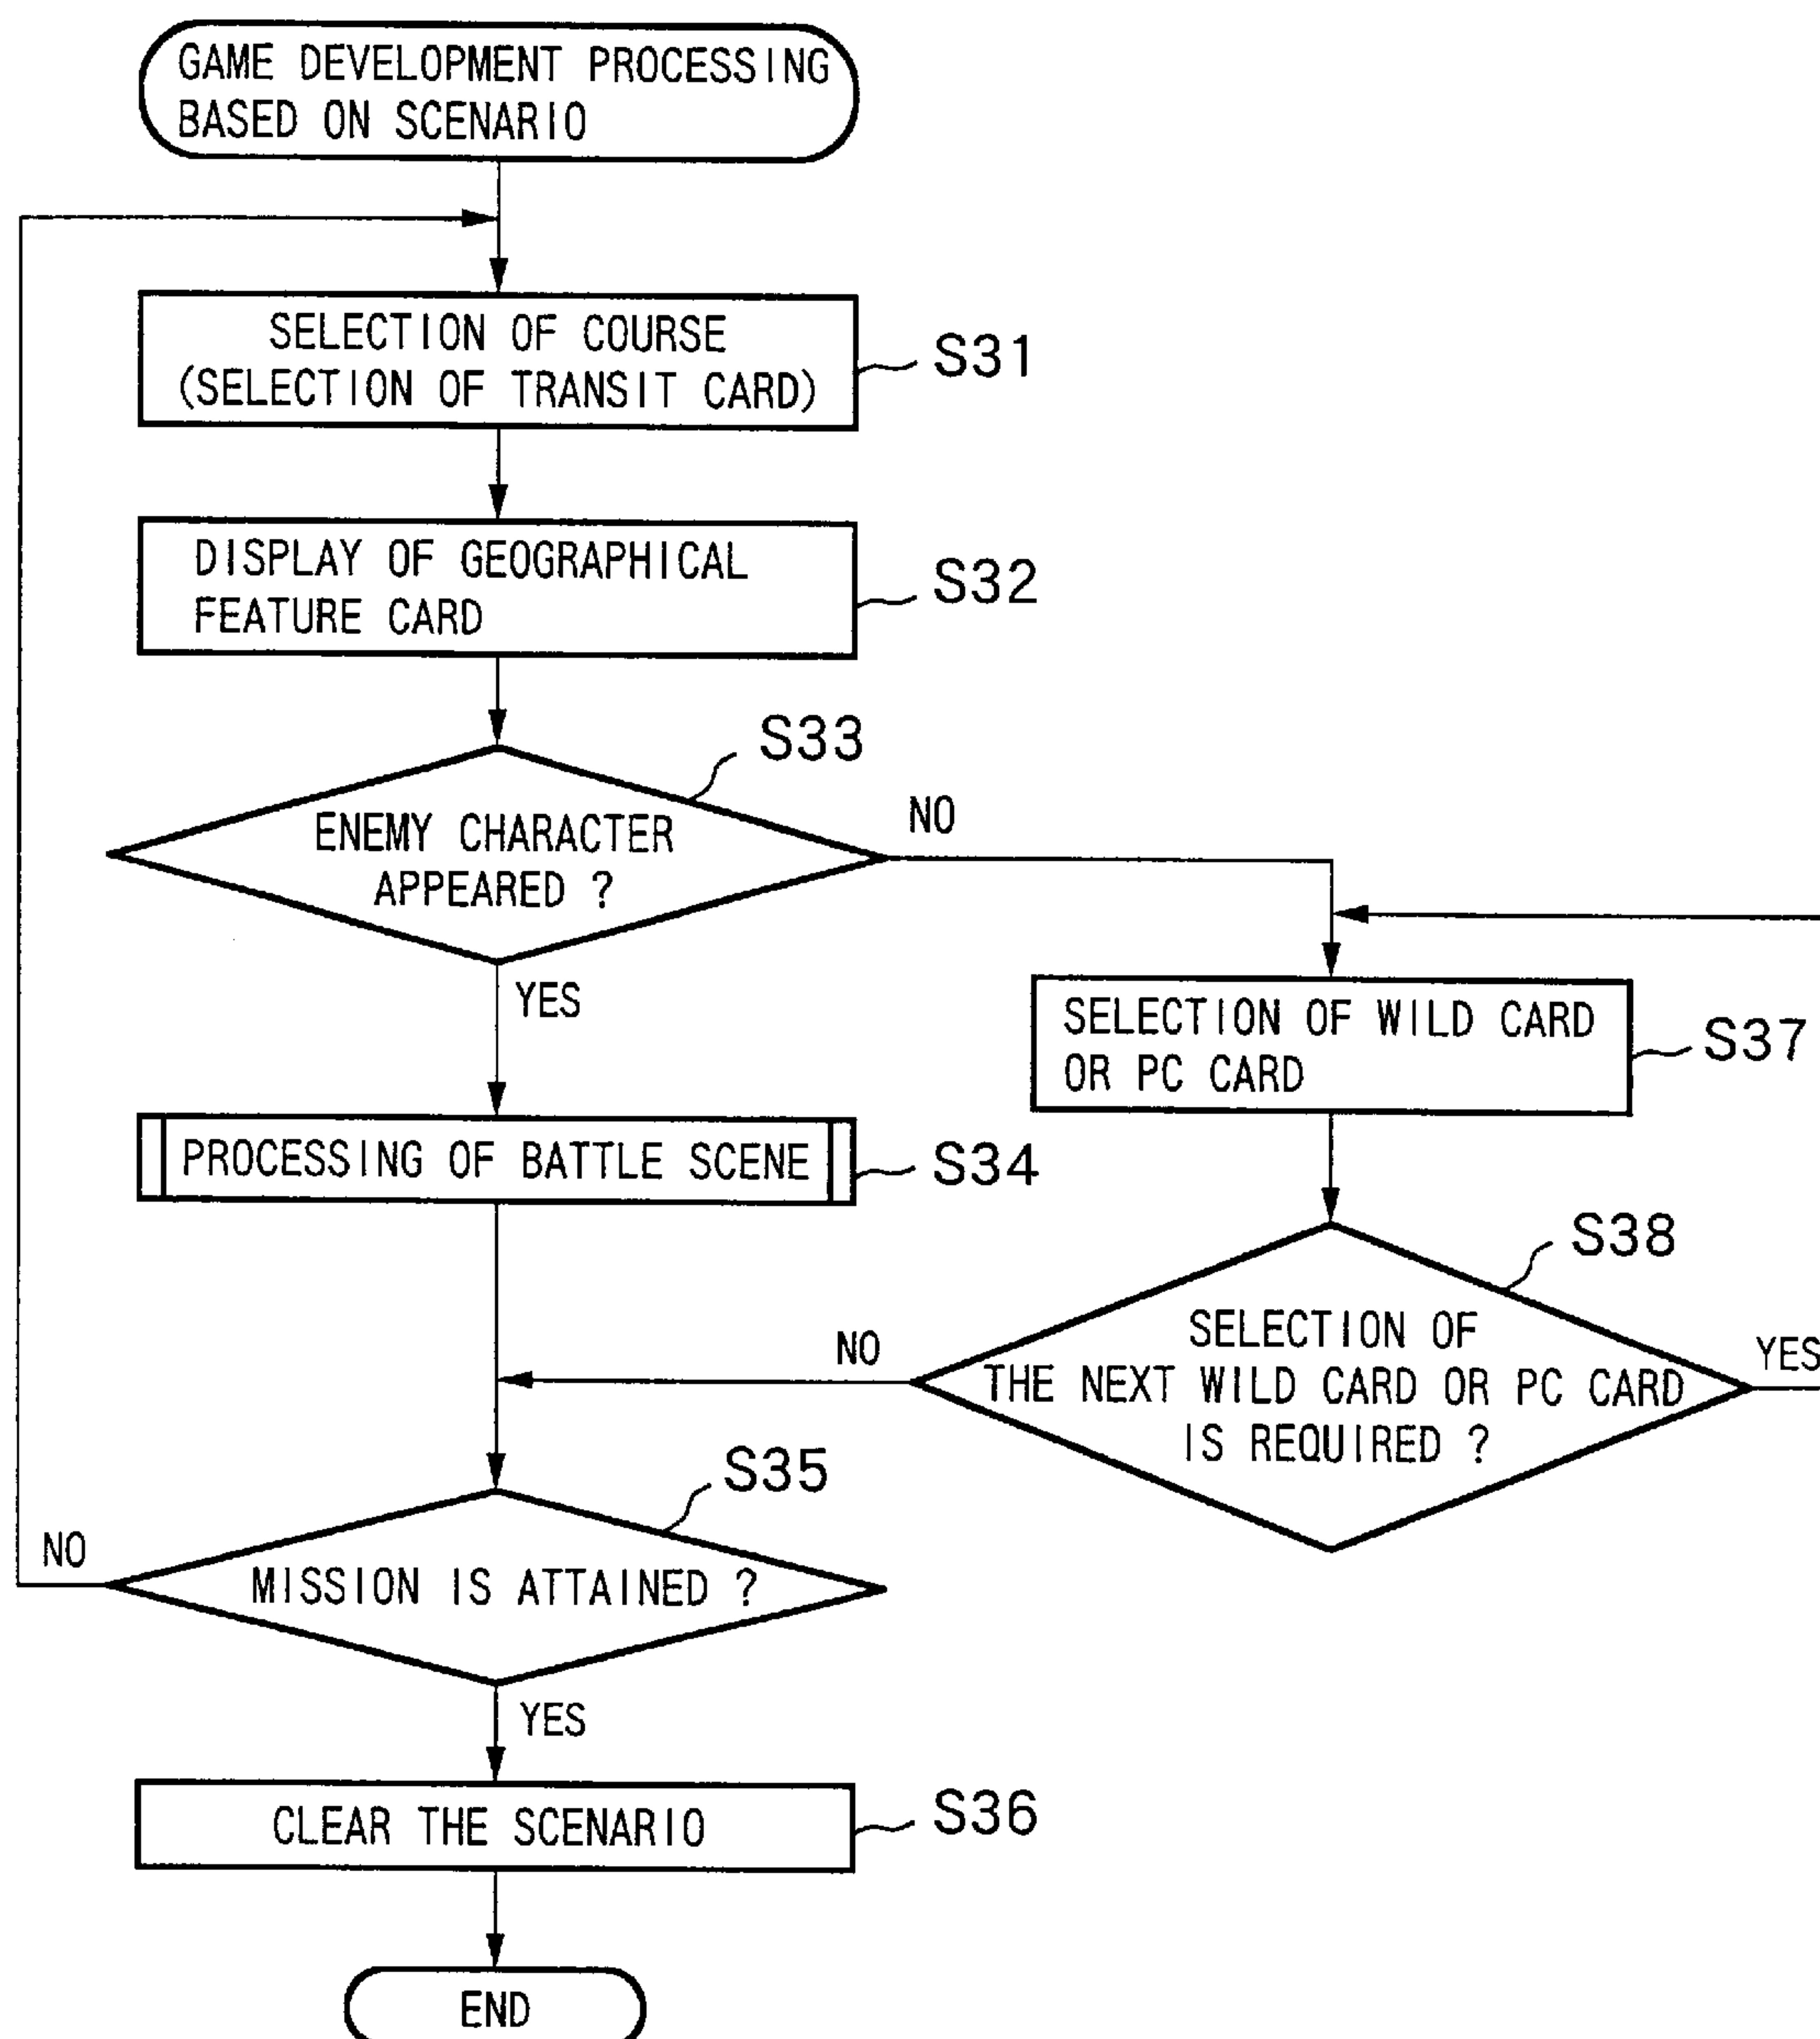 GAME DEVELOPMENT PROCESSING
BASED ON SCENARIO
SELECTION OF COURSE
(SELECTION OF TRANSIT CARD)
S31
DISPLAY OF GEOGRAPHICAL
FEATURE CARD
S32
S33
ENEMY CHARACTER
APPEARED ?
NO
YES
SELECTION OF WILD CARD
OR PC CARD
S37
PROCESSING OF BATTLE SCENE
S34
S38
SELECTION OF
THE NEXT WILD CARD OR PC CARD
IS REQUIRED ?
NO
YES
S35
MISSION IS ATTAINED ?
NO
YES
CLEAR THE SCENARIO
S36
END